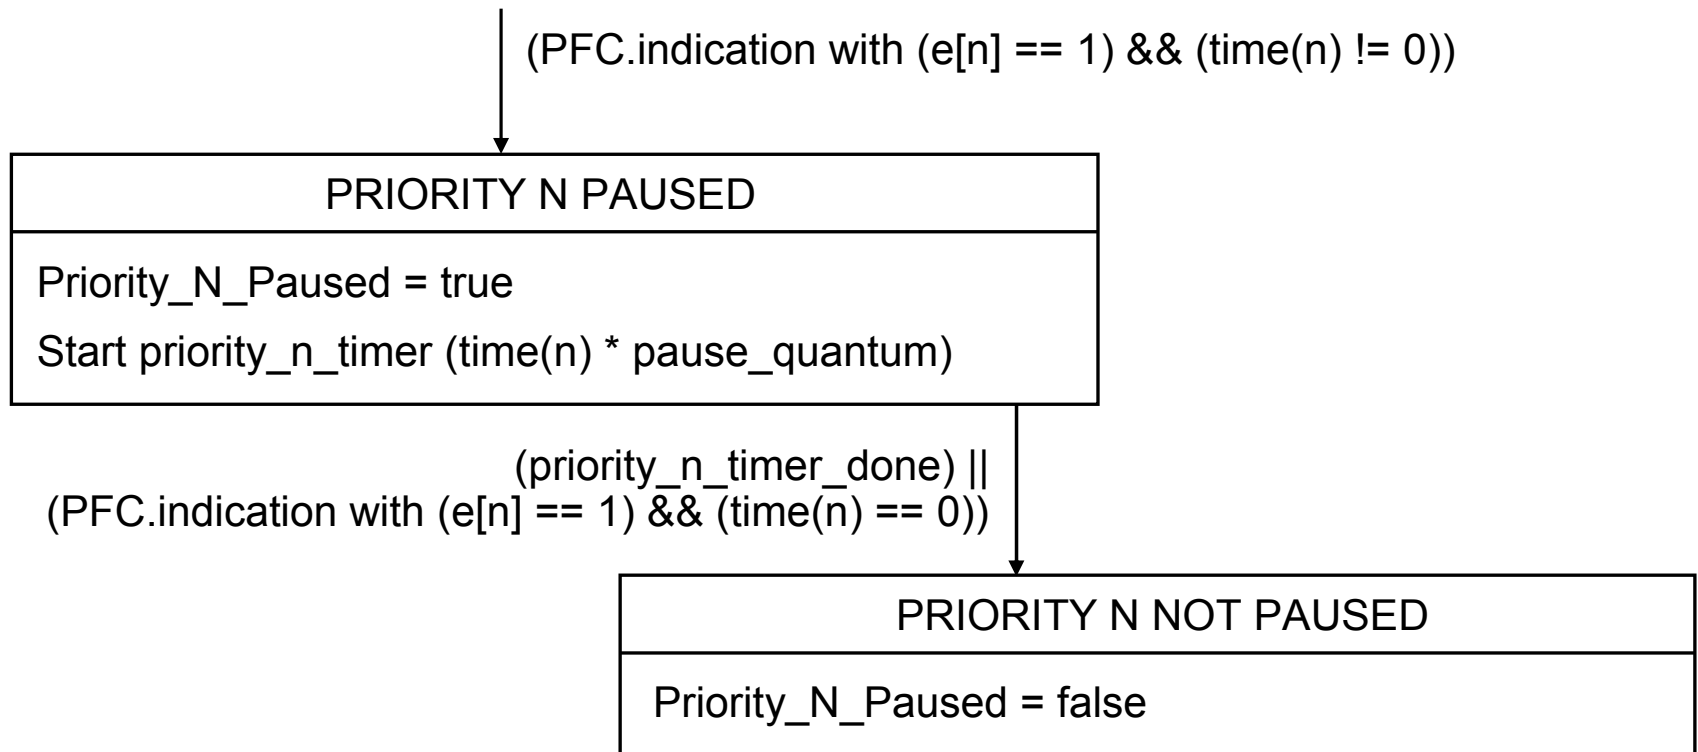 (PFC.indication with (e[n] == 1) && (time(n) != 0))
PRIORITY N PAUSED
Priority_N_Paused = true
Start priority_n_timer (time(n) * pause_quantum)
(priority_n_timer_done) ||
(PFC.indication with (e[n] == 1) && (time(n) == 0))
PRIORITY N NOT PAUSED
Priority_N_Paused = false